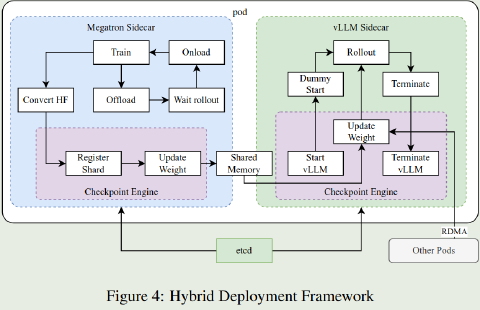 pod
Megatron Sidecar
vLLM Sidecar
Train
Onload
Rollout
Convert HF
Offload
Wait rollout
Dummy
Start
Terminate
Register
Shard
Update
Weight
Shared
Memory
Update
Weight
Start
vLLM
Terminate
vLLM
Checkpoint Engine
Checkpoint Engine
RDMA
etcd
Other Pods
Figure 4: Hybrid Deployment Framework